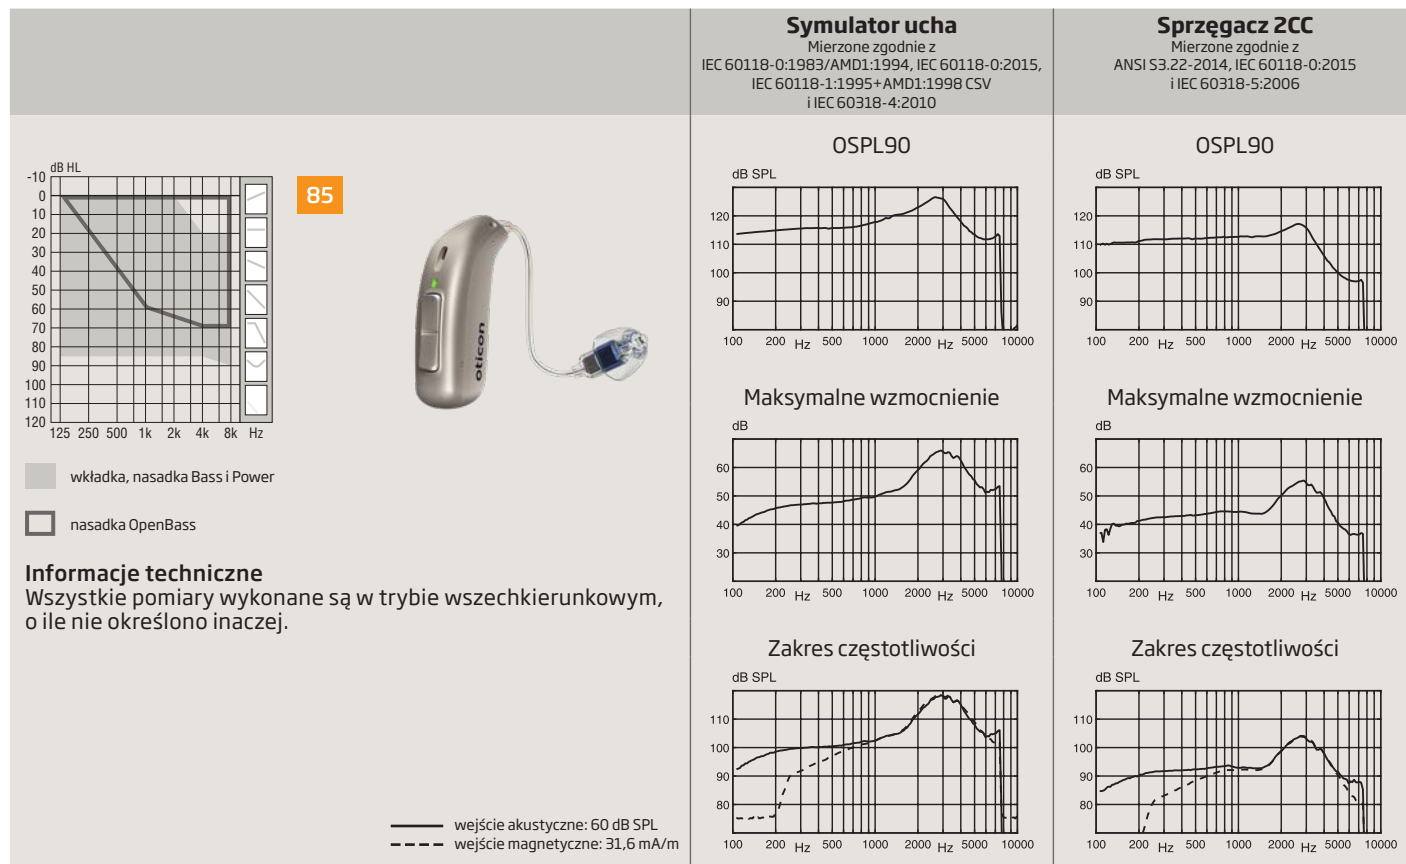 Symulator ucha
Mierzone zgodnie z
IEC 60118-0:1983/AMD1:1994, IEC 60118-0:2015,
IEC 60118-1:1995+AMD1:1998 CSV
i IEC 60318-4:2010
Sprzęgacz 2CC
Mierzone zgodnie z
ANSI S3.22-2014, IEC 60118-0:2015
i IEC 60318-5:2006
dB HL
-10
0
10
20
30
40
50
60
70
80
90
100
110
120
125 250 500 1k 2k 4k 8k Hz
85
oticon
wkładka, nasadka Bass i Power
nasadka OpenBass
Informacje techniczne
Wszystkie pomiary wykonane są w trybie wszechkierunkowym,
o ile nie określono inaczej.
wejście akustyczne: 60 dB SPL
wejście magnetyczne: 31,6 mA/m
OSPL90
dB SPL
120
110
100
90
100 200 Hz 500 1000 2000 Hz 5000 10000
Maksymalne wzmocnienie
dB
60
50
40
30
100 200 Hz 500 1000 2000 Hz 5000 10000
Zakres częstotliwości
dB SPL
110
100
90
80
100 200 Hz 500 1000 2000 Hz 5000 10000
OSPL90
dB SPL
120
110
100
90
100 200 Hz 500 1000 2000 Hz 5000 10000
Maksymalne wzmocnienie
dB
60
50
40
30
100 200 Hz 500 1000 2000 Hz 5000 10000
Zakres częstotliwości
dB SPL
110
100
90
80
100 200 Hz 500 1000 2000 Hz 5000 10000